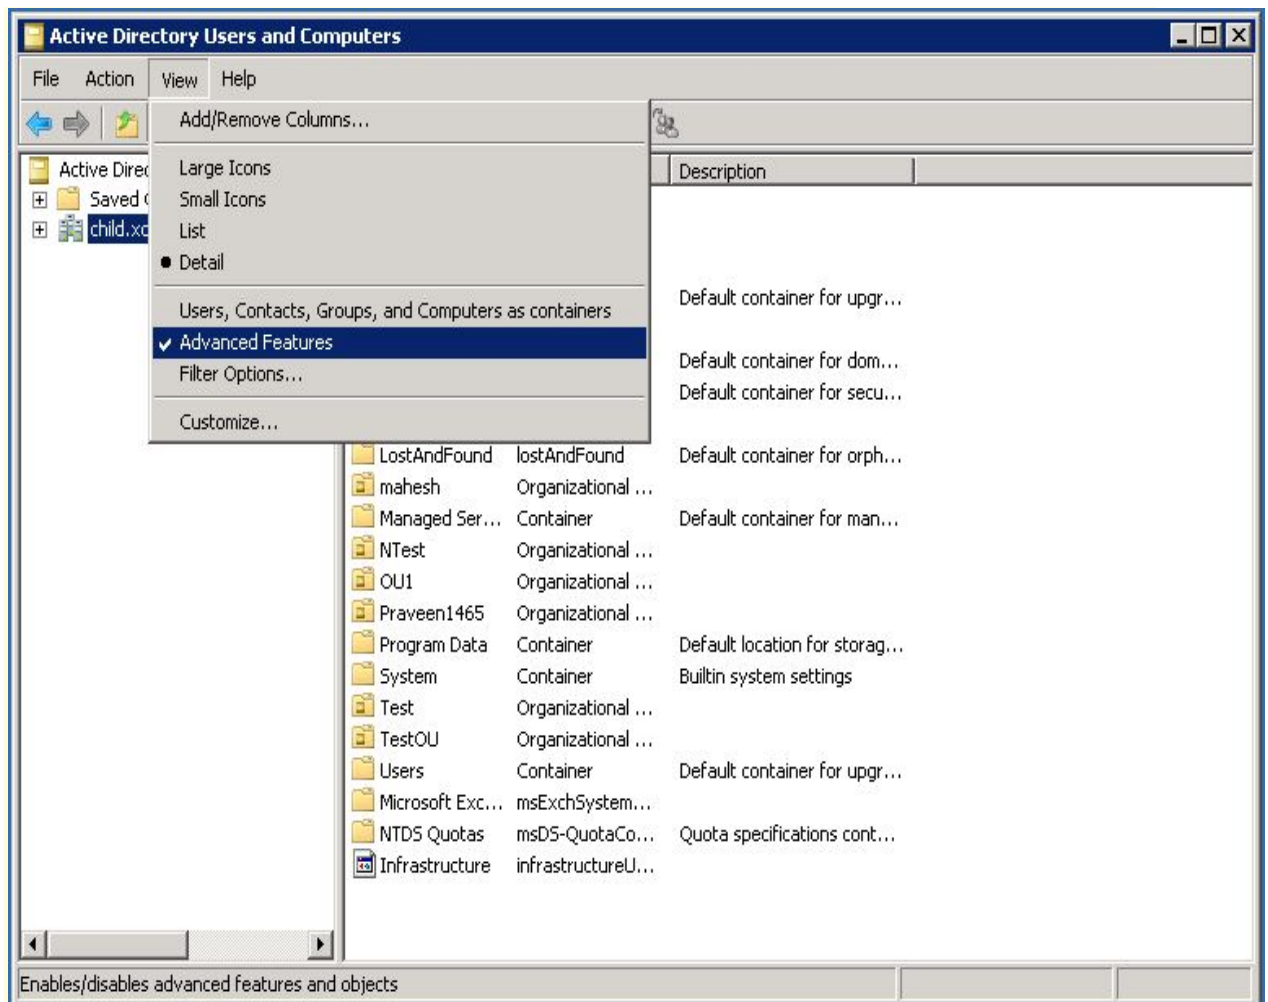 Active Directory Users and Computers
File Action View Help
Add/Remove Columns...
Large Icons
Small Icons
List
Detail
Users, Contacts, Groups, and Computers as containers
Advanced Features
Filter Options...
Customize...
Active Direc
Saved
child.xc
Description
Default container for upgr...
Default container for dom...
Default container for secu...
LostAndFound lostAndFound Default container for orph...
mahesh Organizational ...
Managed Ser... Container Default container for man...
NTest Organizational ...
OU1 Organizational ...
Praveen1465 Organizational ...
Program Data Container Default location for storag...
System Container Builtin system settings
Test Organizational ...
TestOU Organizational ...
Users Container Default container for upgr...
Microsoft Exc... msExchSystem...
NTDS Quotas msDS-QuotaCo... Quota specifications cont...
Infrastructure infrastructureU...
Enables/disables advanced features and objects